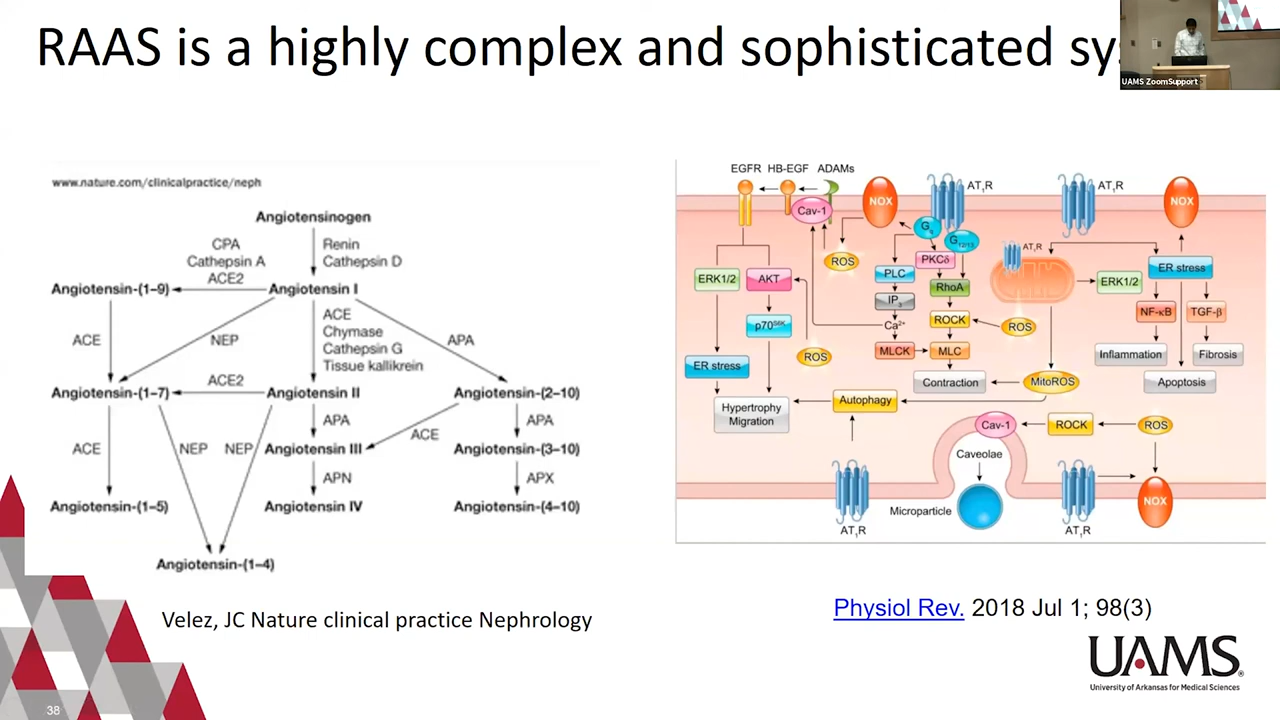 RAAS is a highly complex and sophisticated sys
UAMS ZoomSupport
www.nature.com/clinicalpractice/neph
Angiotensinogen
CPA
Cathepsin A
ACE2
Renin
Cathepsin D
Angiotensin-(1–9)
Angiotensin I
ACE
NEP
ACE
Chymase
Cathepsin G
Tissue kallikrein
APA
Angiotensin-(1–7)
ACE2
Angiotensin II
Angiotensin-(2–10)
APA
APA
ACE
ACE
NEP
NEP
Angiotensin III
Angiotensin-(3–10)
APN
APX
Angiotensin-(1–5)
Angiotensin IV
Angiotensin-(4–10)
Angiotensin-(1–4)
Velez, JC Nature clinical practice Nephrology
EGFR HB-EGF ADAMs
Cav-1
NOX
AT₁R
AT₁R
NOX
Gq
G12/13
ROS
PKCδ
AT₁R
ERK1/2
AKT
PLC
RhoA
ERK1/2
ER stress
IP₃
p70S6K
Ca²⁺
ROCK
ROS
NF-κB
TGF-β
ROS
MLCK
MLC
Inflammation
Fibrosis
ER stress
Contraction
MitoROS
Apoptosis
Hypertrophy
Migration
Autophagy
Cav-1
ROCK
ROS
Caveolae
Microparticle
NOX
AT₁R
AT₁R
Physiol Rev. 2018 Jul 1; 98(3)
UAMS®
University of Arkansas for Medical Sciences
38